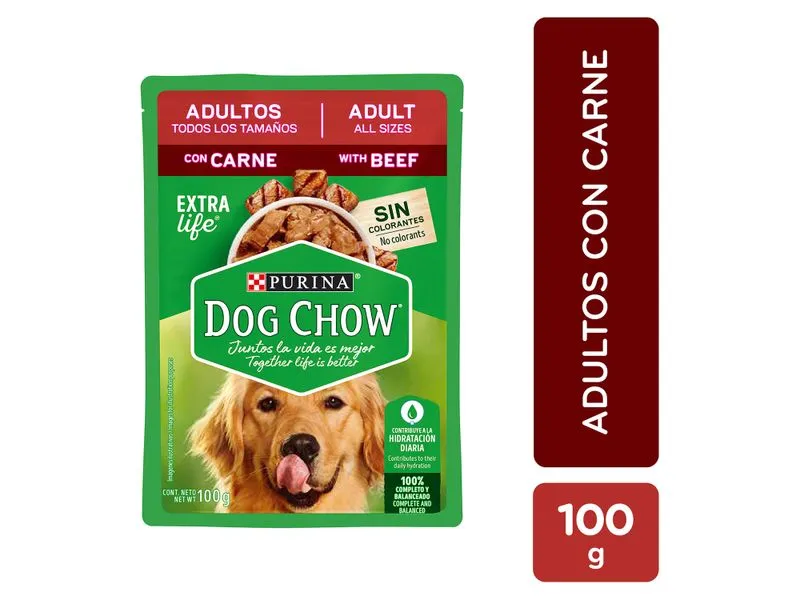 ADULTOS
TODOS LOS TAMAÑOS
ADULT
ALL SIZES
CON CARNE
WITH BEEF
EXTRA
life®
SIN
COLORANTES
No colorants
PURINA®
DOG CHOW®
Juntos la vida es mejor
Together life is better
CONTRIBUYE A LA
HIDRATACIÓN
DIARIA
Contributes to their
daily hydration
100%
COMPLETO Y
BALANCEADO
COMPLETE AND
BALANCED
CONT. NETO
NET WT 100g
ADULTOS CON CARNE
100
g